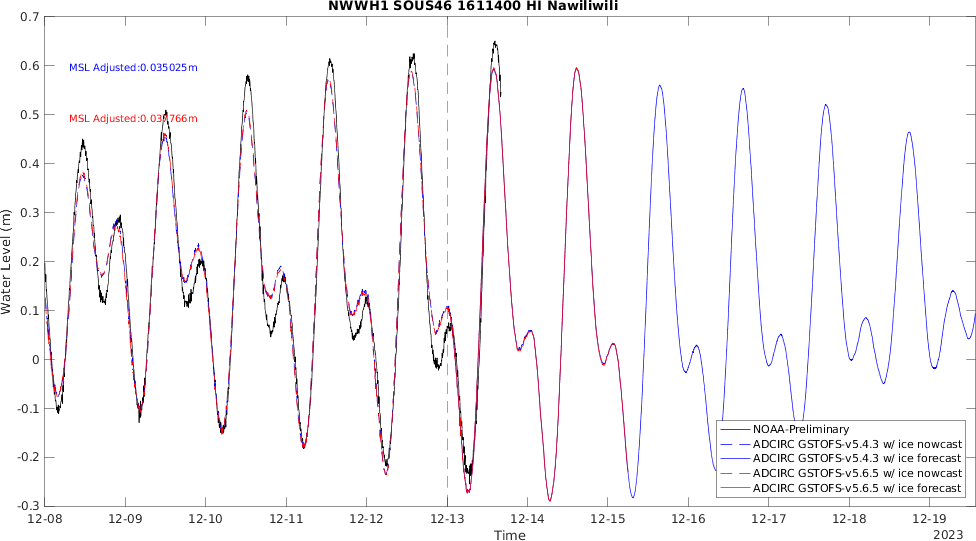 NWWH1 SOUS46 1611400 HI Nawiliwili
0.7
0.6
0.5
0.4
0.3
0.2
0.1
0
-0.1
-0.2
-0.3
Water Level (m)
MSL Adjusted:0.035025m
MSL Adjusted:0.037766m
NOAA-Preliminary
ADCIRC GSTOFS-v5.4.3 w/ ice nowcast
ADCIRC GSTOFS-v5.4.3 w/ ice forecast
ADCIRC GSTOFS-v5.6.5 w/ ice nowcast
ADCIRC GSTOFS-v5.6.5 w/ ice forecast
12-08 12-09 12-10 12-11 12-12 12-13 12-14 12-15 12-16 12-17 12-18 12-19
Time
2023